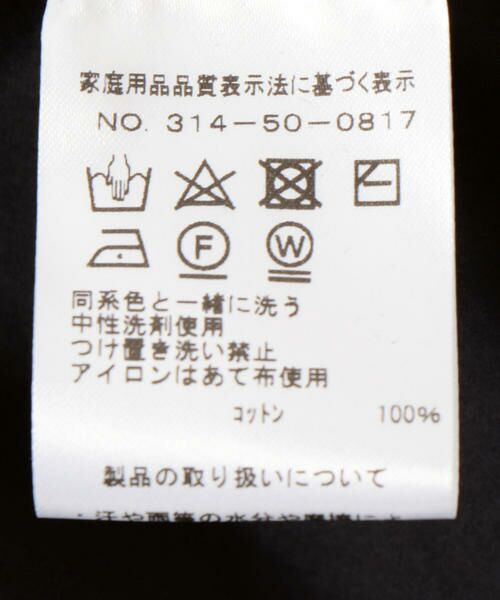 家庭用品品質表示法に基づく表示
NO. 314-50-0817
F W
同系色と一緒に洗う
中性洗剤使用
つけ置き洗い禁止
アイロンはあて布使用
コットン 100%
製品の取り扱いについて